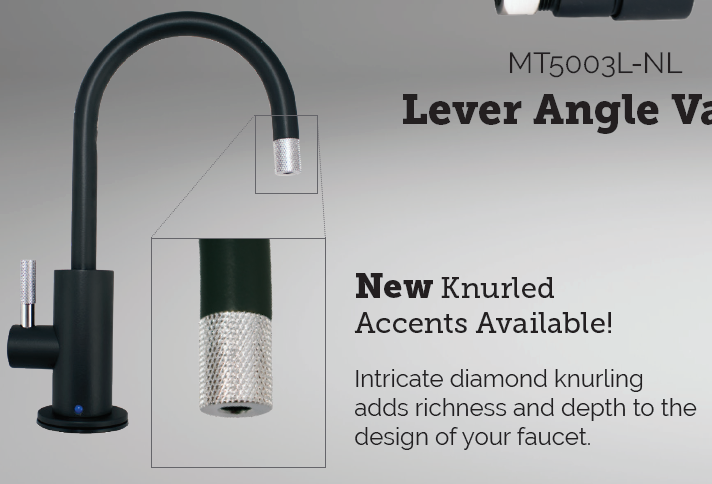 MT5003L-NL
Lever Angle
New Knurled
Accents Available!
Intricate diamond knurling
adds richness and depth to the
design of your faucet.